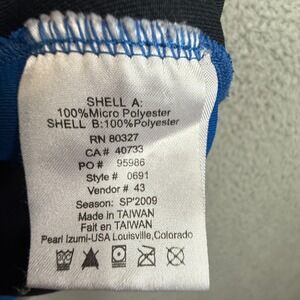 SHELL A:
100%Micro Polyester
SHELL B:100%Polyester
RN 80327
CA# 40733
PO # 95986
Style # 0691
Vendor # 43
Season: SP'2009
Made in TAIWAN
Fait en TAIWAN
Pearl Izumi-USA Louisville,Colorado